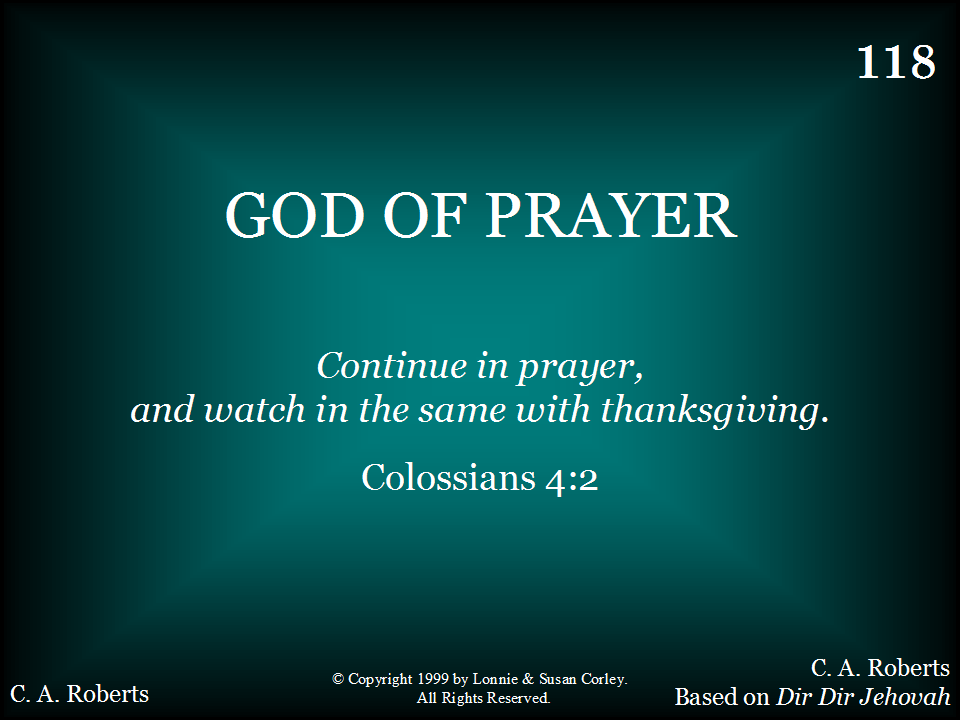 118
GOD OF PRAYER
Continue in prayer,
and watch in the same with thanksgiving.
Colossians 4:2
C. A. Roberts
© Copyright 1999 by Lonnie & Susan Corley.
All Rights Reserved.
C. A. Roberts
Based on Dir Dir Jehovah